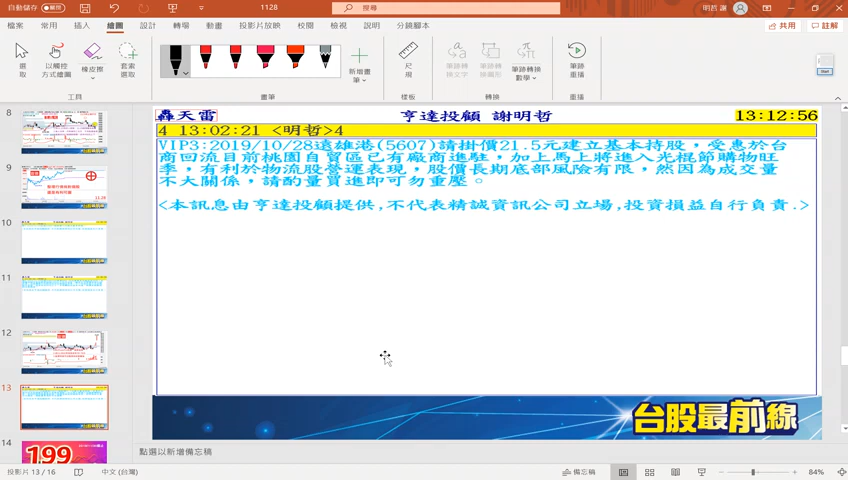 自動儲存
1128
搜尋
明哲 謝
檔案 常用 插入 繪圖 設計 轉場 動畫 投影片放映 校閱 檢視 說明 分鏡腳本
共用 註解
選取
以觸控方式繪圖
橡皮擦
套索選取
新增畫筆
尺規
筆跡轉換文字
筆跡轉換圖形
筆跡轉換數學
筆跡重播
工具 畫筆 樣板 轉換 重播
8
9
10
11
12
13
14
199
轟天雷 亨達投顧 謝明哲 13:12:56
4 13:02:21 <明哲>4
VIP3:2019/10/28遠雄港(5607)請掛價21.5元建立基本持股，受惠於台
商回流目前桃園自貿區已有廠商進駐，加上馬上將進入光棍節購物旺
季，有利於物流股營運表現，股價長期底部風險有限，然因為成交量
不大關係，請酌量買進即可勿重壓。
<本訊息由亨達投顧提供,不代表精誠資訊公司立場,投資損益自行負責.>
台股最前線
點選以新增備忘稿
投影片 13 / 16 中文 (台灣) 備忘稿 84%